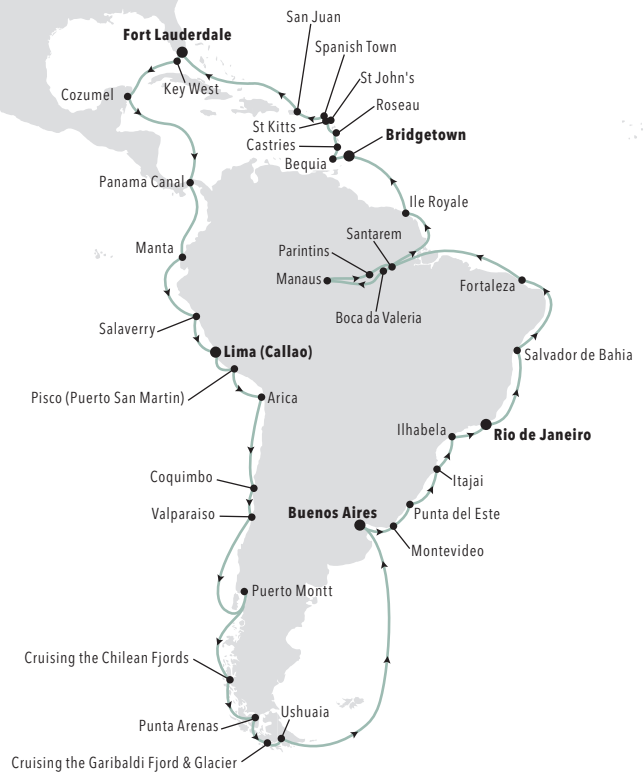 San Juan
Fort Lauderdale
Spanish Town
St John's
Key West
Cozumel
Roseau
St Kitts
Bridgetown
Castries
Bequia
Panama Canal
Ile Royale
Santarem
Manta
Parintins
Manaus
Fortaleza
Boca da Valeria
Salaverry
Lima (Callao)
Salvador de Bahia
Pisco (Puerto San Martin)
Arica
Ilhabela
Rio de Janeiro
Coquimbo
Itajai
Valparaiso
Buenos Aires
Punta del Este
Montevideo
Puerto Montt
Cruising the Chilean Fjords
Ushuaia
Punta Arenas
Cruising the Garibaldi Fjord & Glacier